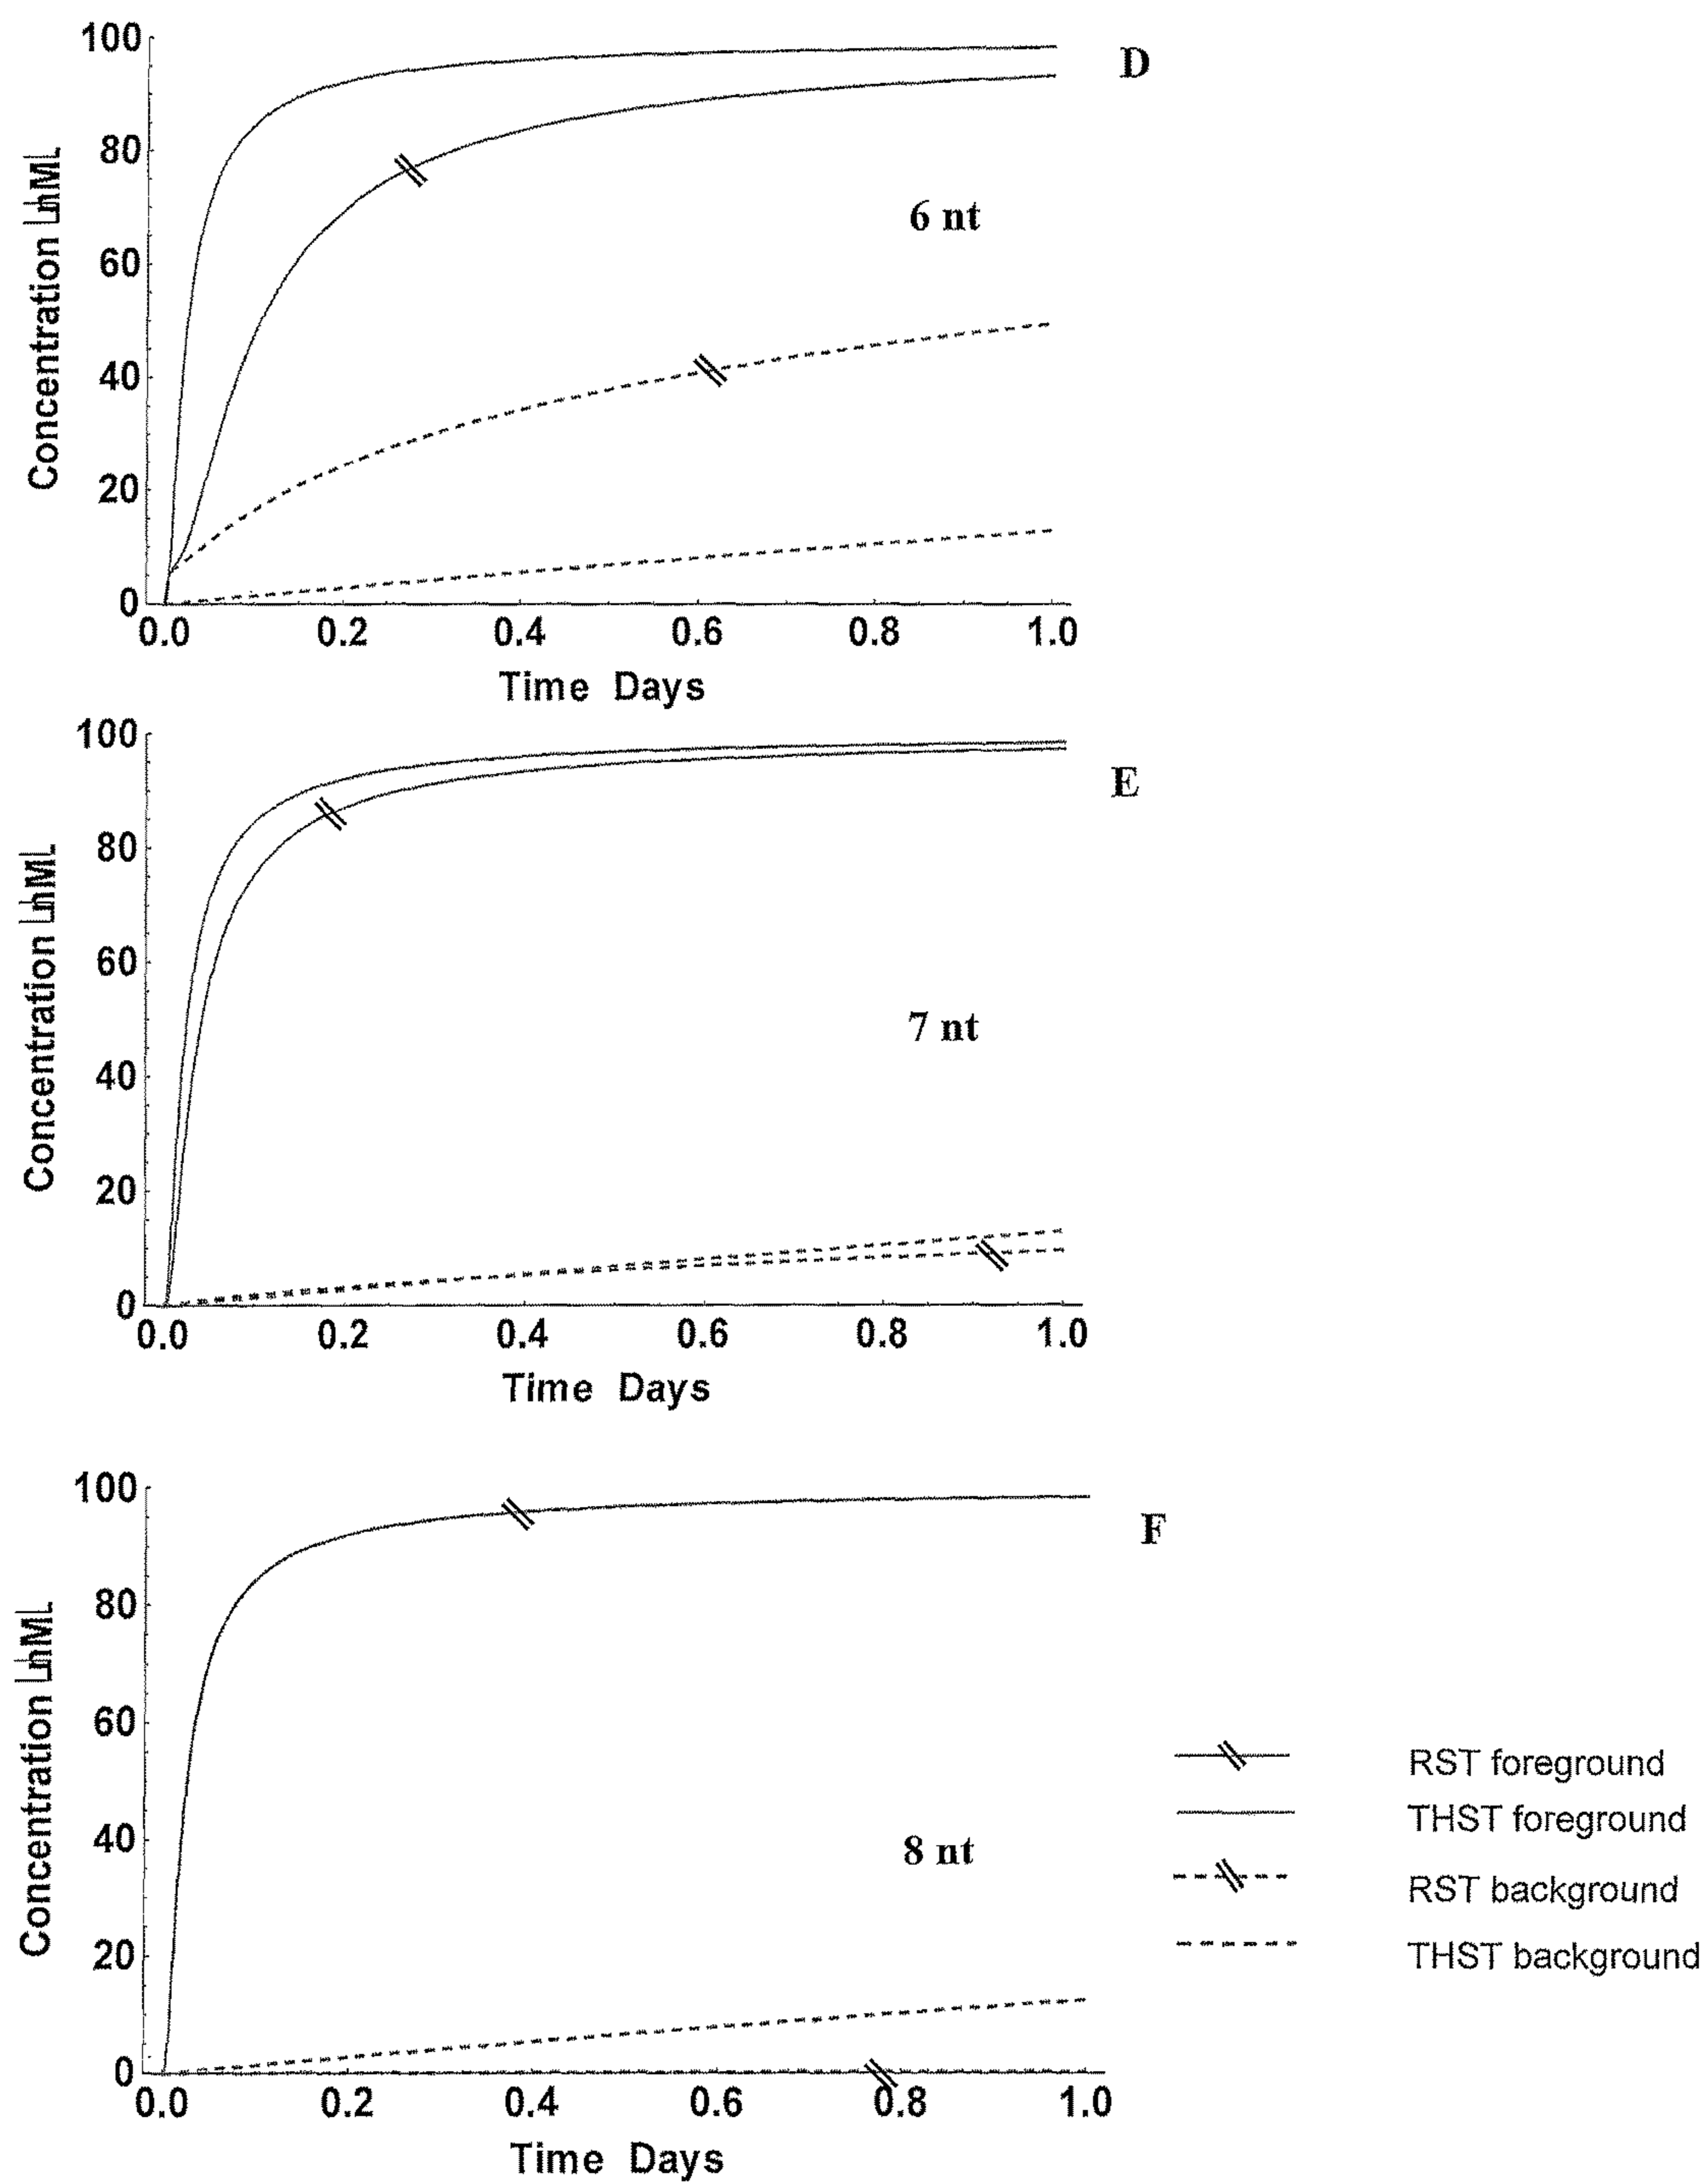 100
D
80
6 nt
60
40
20
0
Concentration
0.0 0.2 0.4 0.6 0.8 1.0
Time Days
100
E
80
60
7 nt
40
20
0
Concentration
0.0 0.2 0.4 0.6 0.8 1.0
Time Days
100
F
80
60
40
8 nt
20
0
Concentration
0.0 0.2 0.4 0.6 0.8 1.0
Time Days
RST foreground
THST foreground
RST background
THST background